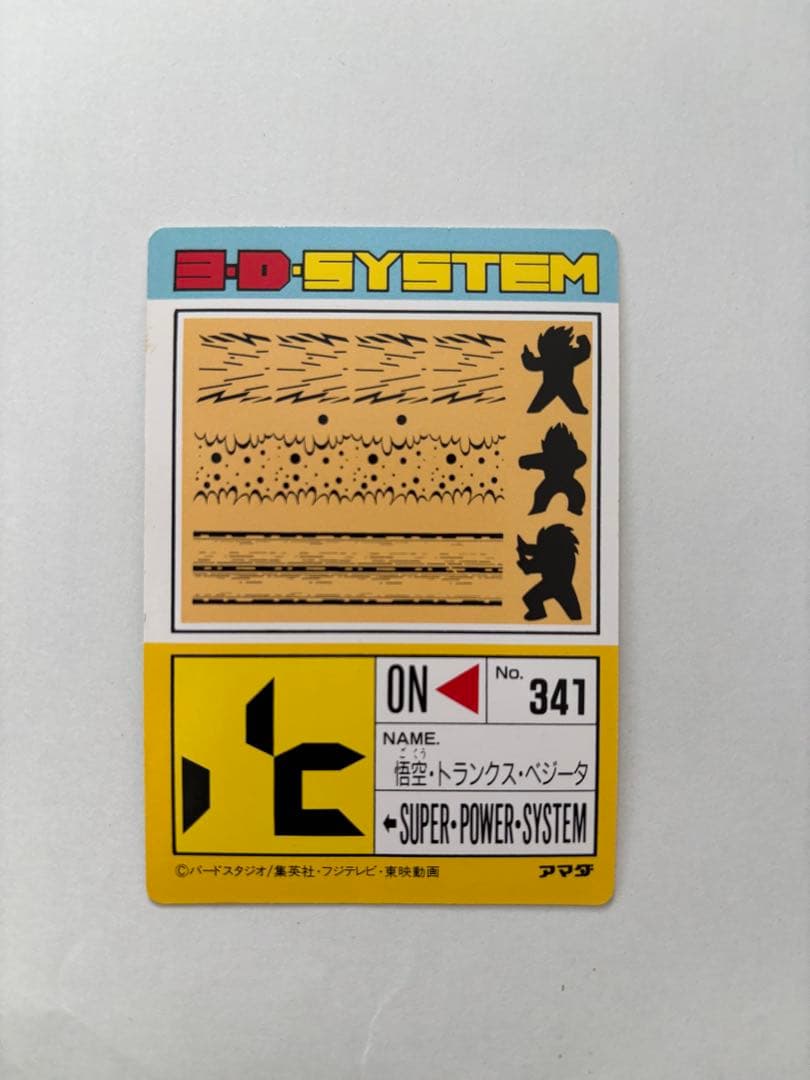 3・D・SYSTEM
ON
No.
341
NAME.
ごくう
悟空・トランクス・ベジータ
SUPER・POWER・SYSTEM
©バードスタジオ/集英社・フジテレビ・東映動画
アマダ